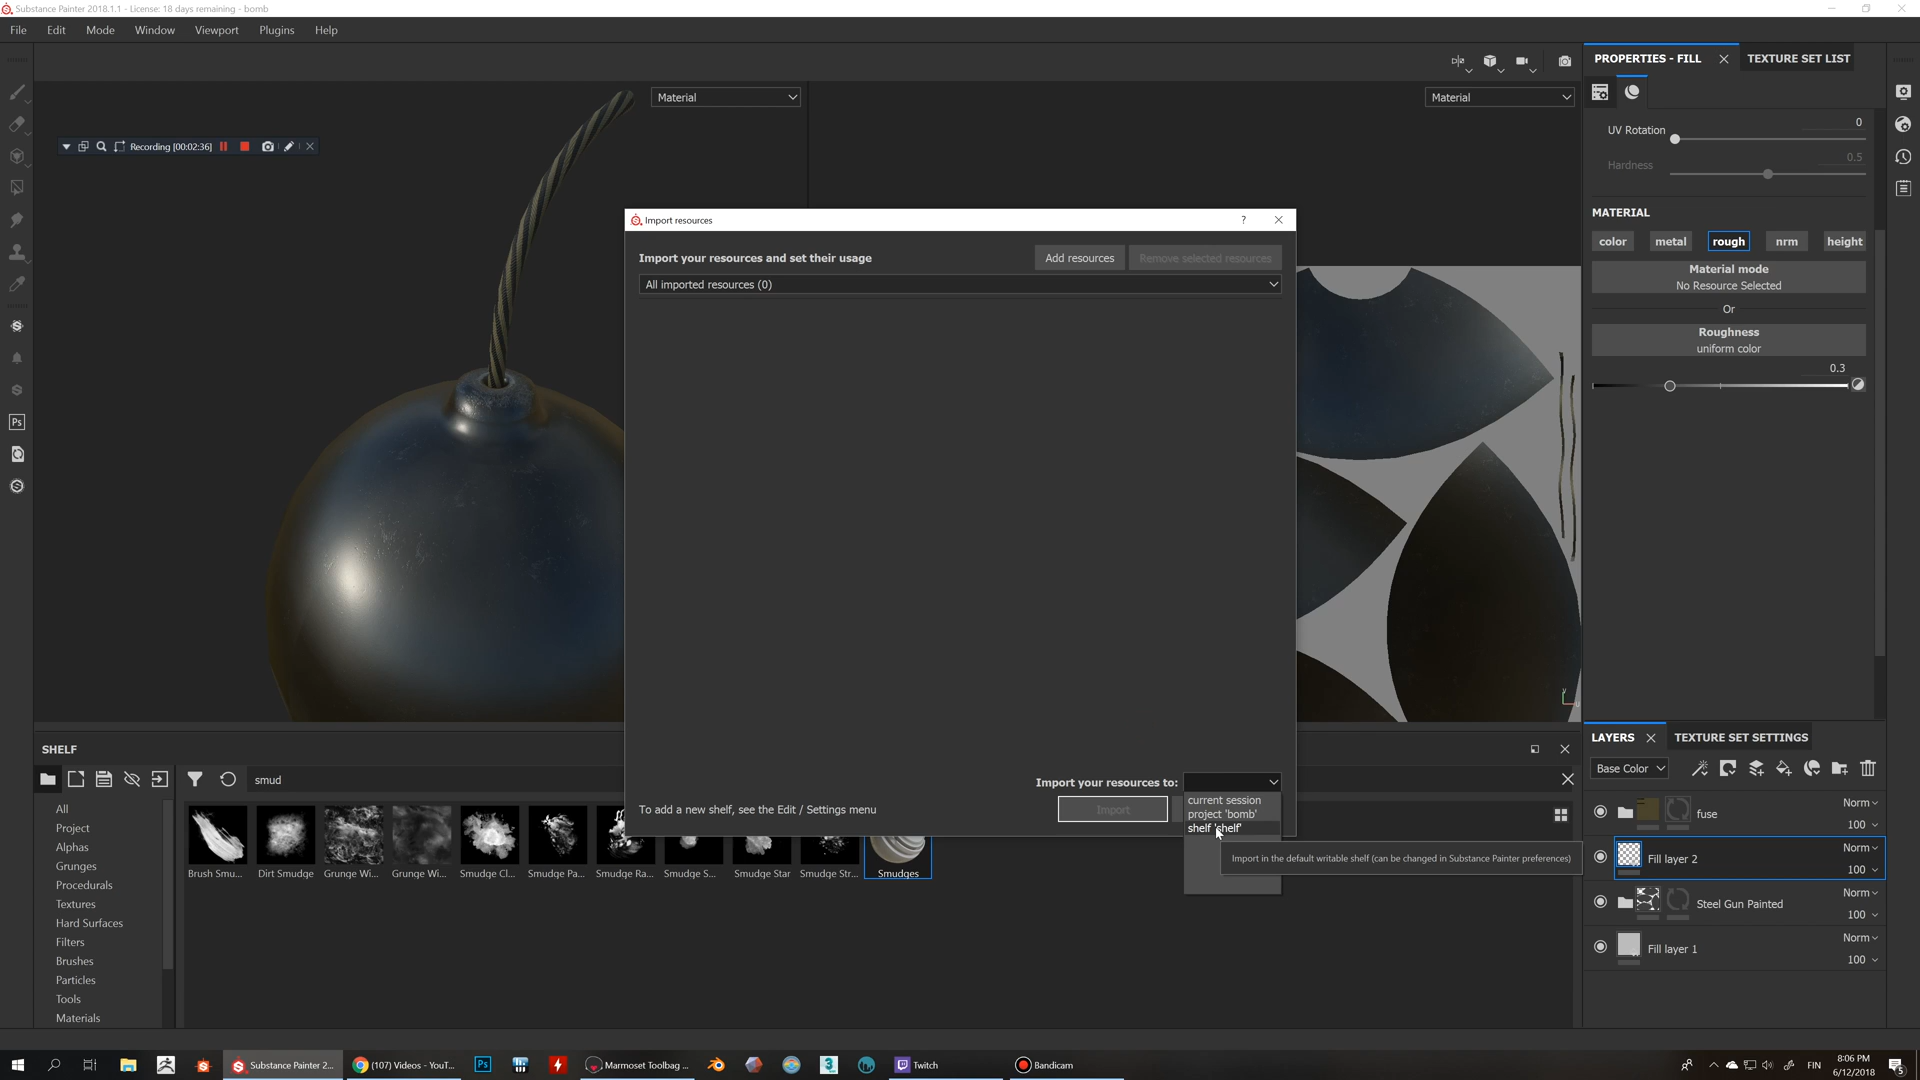 Substance Painter 2018.1.1 - License: 18 days remaining - bomb
File Edit Mode Window Viewport Plugins Help
PROPERTIES - FILL
TEXTURE SET LIST
Material
Material
Recording [00:02:36]
UV Rotation 0
Hardness 0.5
MATERIAL
color metal rough nrm height
Material mode
No Resource Selected
Or
Roughness
uniform color
0.3
Import resources
?
Import your resources and set their usage
Add resources
Remove selected resources
All imported resources (0)
Import your resources to:
current session
project 'bomb'
shelf 'shelf'
To add a new shelf, see the Edit / Settings menu
Import
Import in the default writable shelf (can be changed in Substance Painter preferences)
Ps
SHELF
smud
All
Project
Alphas
Grunges
Procedurals
Textures
Hard Surfaces
Filters
Brushes
Particles
Tools
Materials
Brush Smu... Dirt Smudge Grunge Wi... Grunge Wi... Smudge Cl... Smudge Pa... Smudge Ra... Smudge S... Smudge Star Smudge Str... Smudges
LAYERS
TEXTURE SET SETTINGS
Base Color
fuse Norm 100
Fill layer 2 Norm 100
Steel Gun Painted Norm 100
Fill layer 1 Norm 100
Substance Painter 2... (107) Videos - YouT... Ps Marmoset Toolbag ... 3 Twitch Bandicam
FIN
8:06 PM
6/12/2018
5